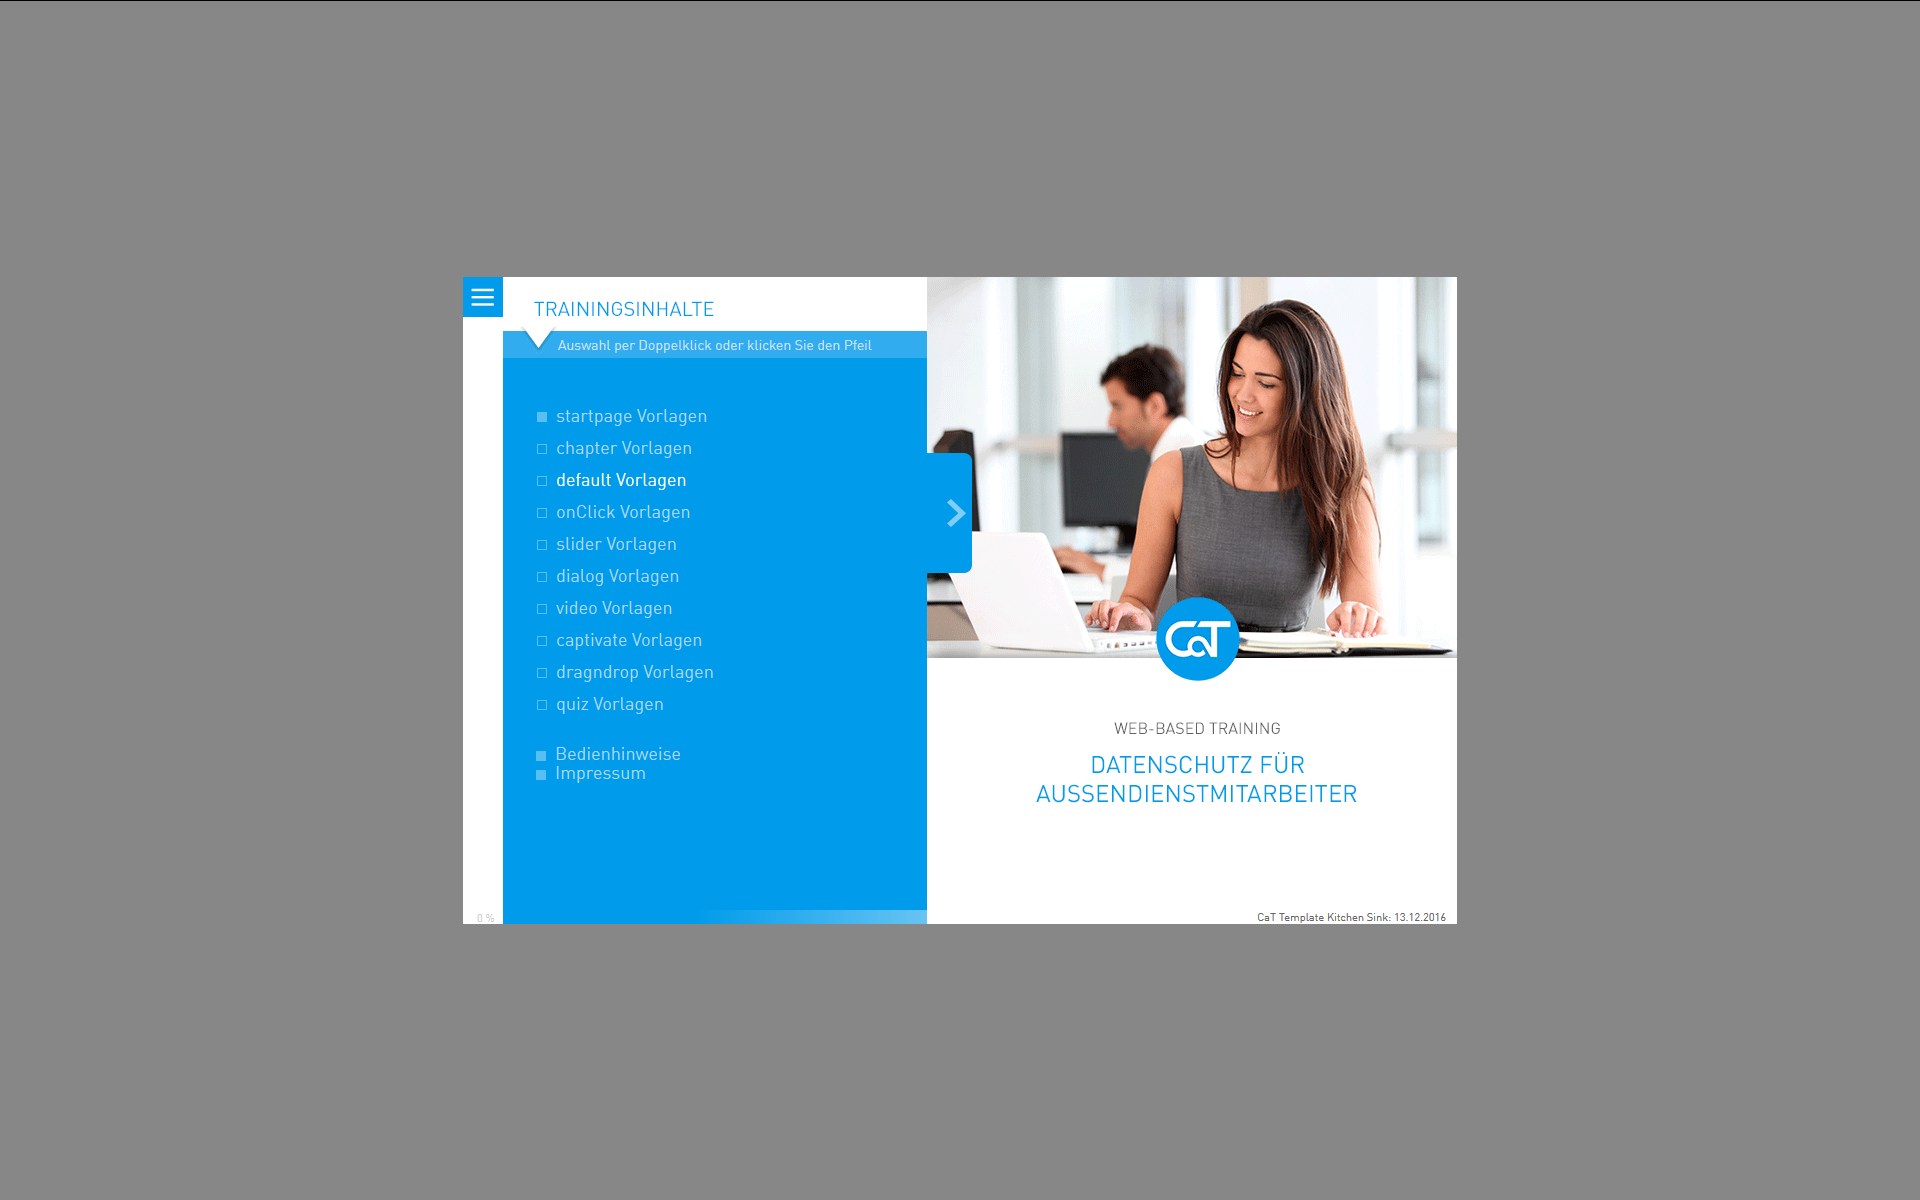 TRAININGSINHALTE
Auswahl per Doppelklick oder klicken Sie den Pfeil
startpage Vorlagen
chapter Vorlagen
default Vorlagen
onClick Vorlagen
slider Vorlagen
dialog Vorlagen
video Vorlagen
captivate Vorlagen
dragndrop Vorlagen
quiz Vorlagen
Bedienhinweise
Impressum
0 %
CaT
WEB-BASED TRAINING
DATENSCHUTZ FÜR
AUSSENDIENSTMITARBEITER
CaT Template Kitchen Sink: 13.12.2016